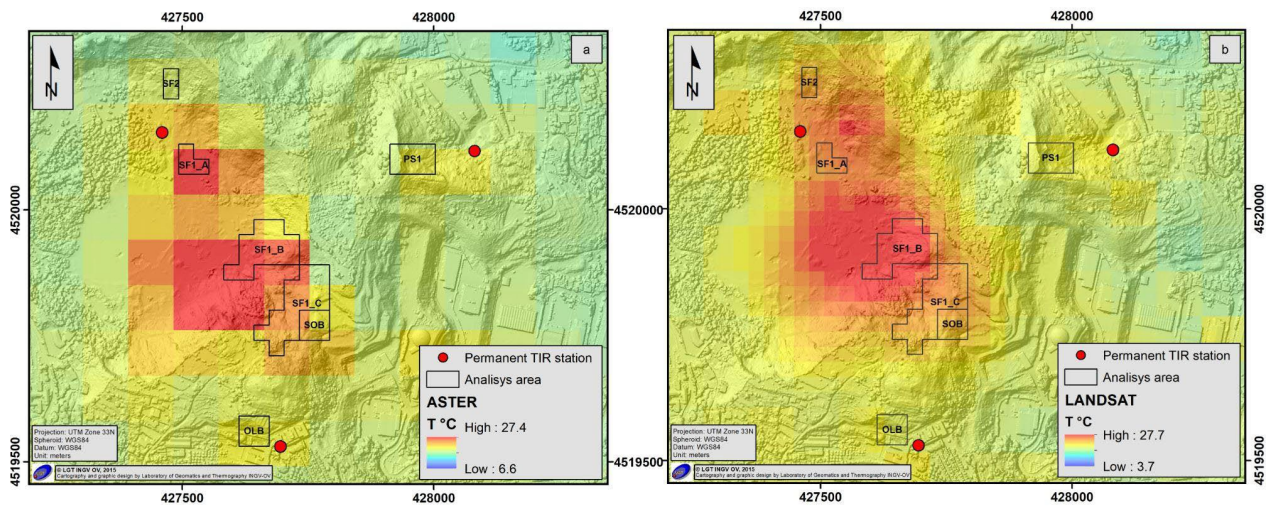 427500
428000
a
N
SF2
PS1
SF1_A
4520000
SF1_B
SF1_C
SOB
OLB
Permanent TIR station
Analisys area
ASTER
T °C
High : 27.4
Low : 6.6
Projection: UTM Zone 33N
Spheroid: WGS84
Datum: WGS84
Unit: meters
© LGT INGV OV, 2015
Cartography and graphic design by Laboratory of Geomatics and Thermography INGV-OV
4519500
427500
428000
427500
428000
b
N
SF2
PS1
SF1_A
4520000
4520000
SF1_B
SF1_C
SOB
OLB
Permanent TIR station
Analisys area
LANDSAT
T °C
High : 27.7
Low : 3.7
Projection: UTM Zone 33N
Spheroid: WGS84
Datum: WGS84
Unit: meters
© LGT INGV OV, 2015
Cartography and graphic design by Laboratory of Geomatics and Thermography INGV-OV
4519500
427500
428000